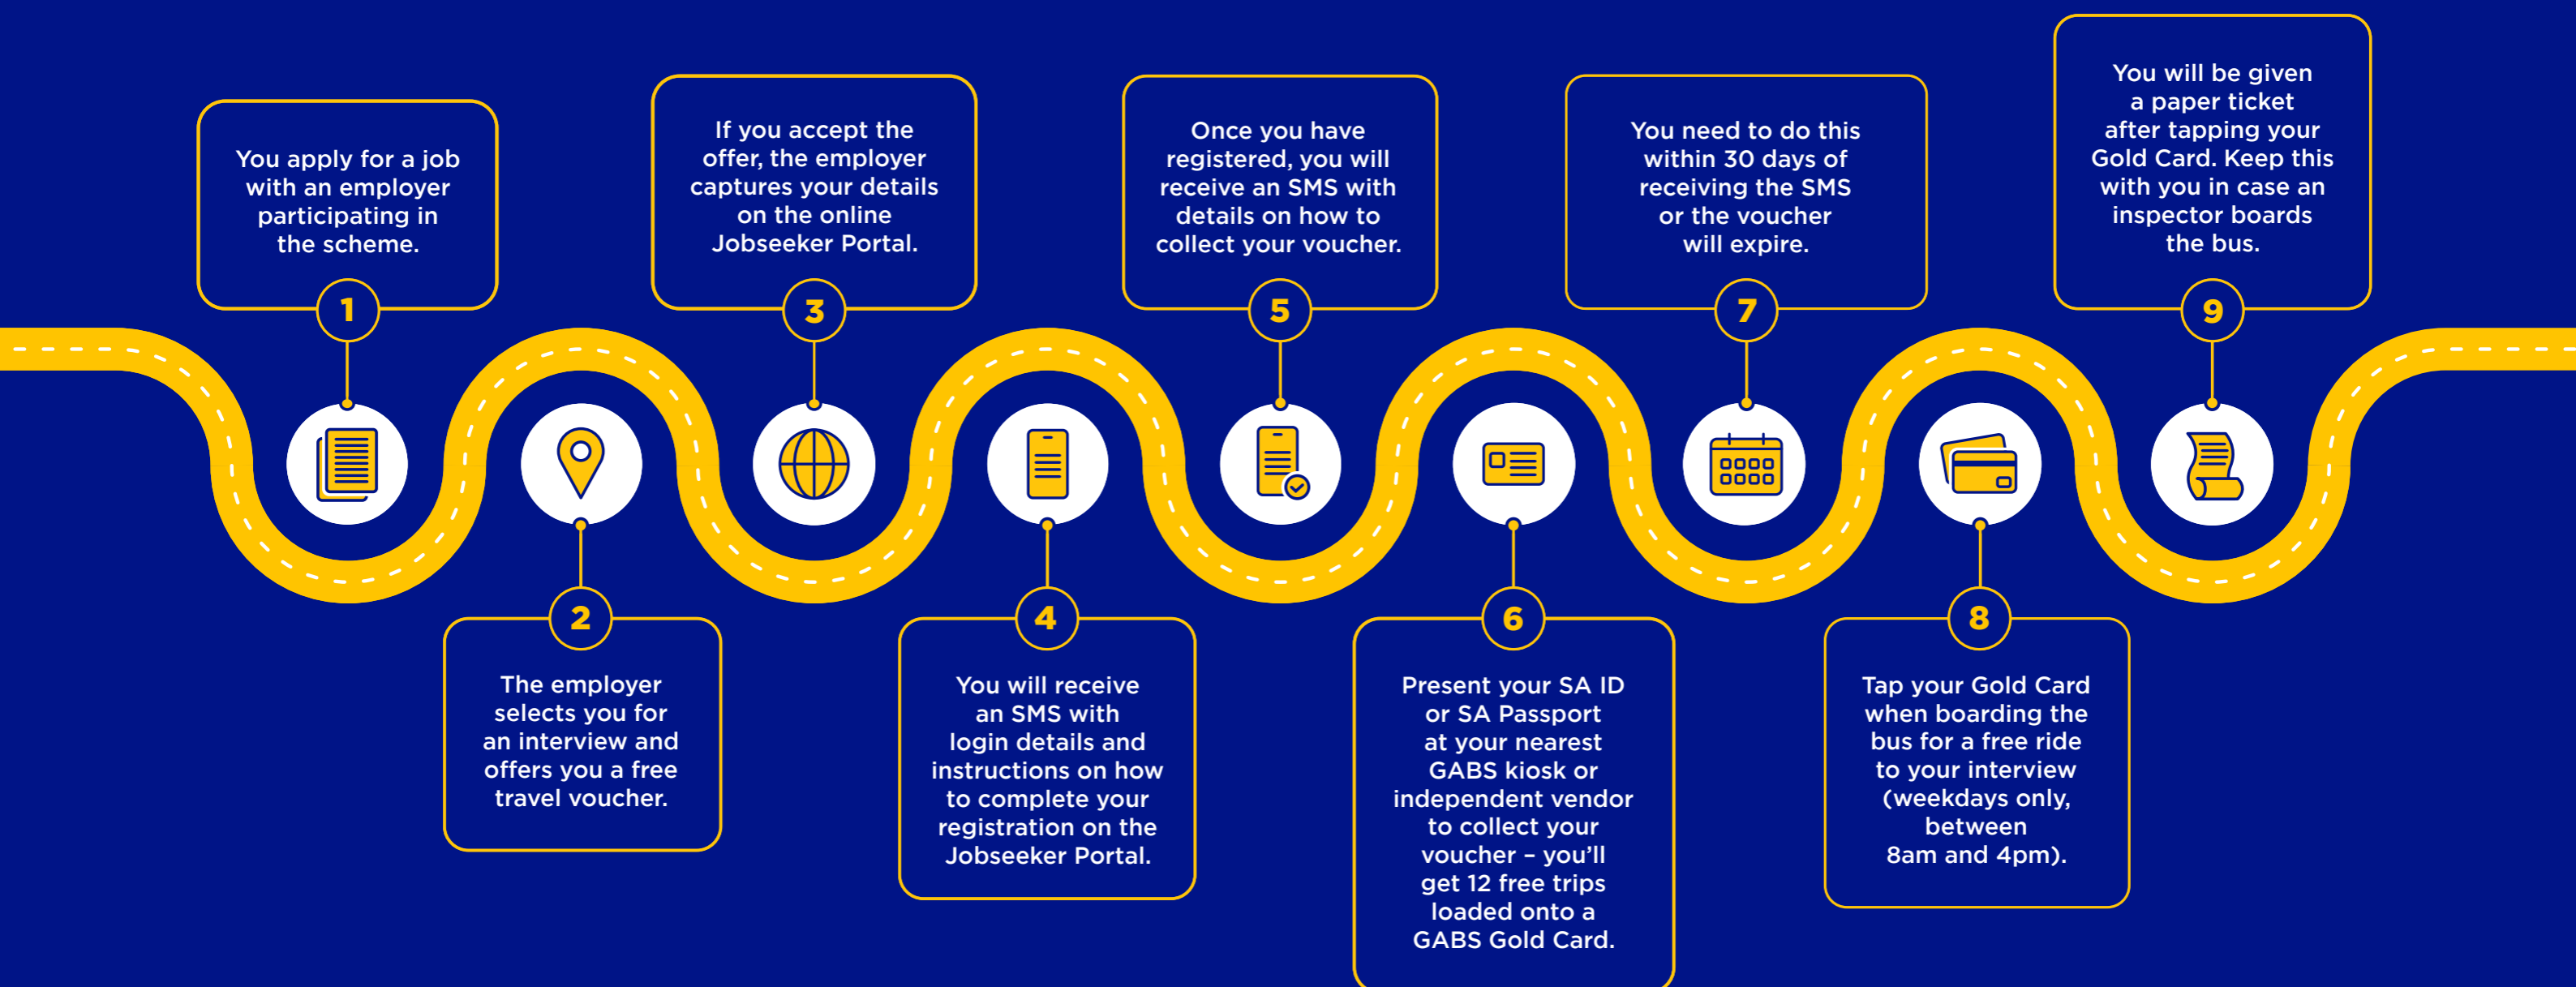 You apply for a job
with an employer
participating in
the scheme.
1
2
The employer
selects you for
an interview and
offers you a free
travel voucher.
If you accept the
offer, the employer
captures your details
on the online
Jobseeker Portal.
3
4
You will receive
an SMS with
login details and
instructions on how
to complete your
registration on the
Jobseeker Portal.
Once you have
registered, you will
receive an SMS with
details on how to
collect your voucher.
5
6
Present your SA ID
or SA Passport
at your nearest
GABS kiosk or
independent vendor
to collect your
voucher – you’ll
get 12 free trips
loaded onto a
GABS Gold Card.
You need to do this
within 30 days of
receiving the SMS
or the voucher
will expire.
7
8
Tap your Gold Card
when boarding the
bus for a free ride
to your interview
(weekdays only,
between
8am and 4pm).
You will be given
a paper ticket
after tapping your
Gold Card. Keep this
with you in case an
inspector boards
the bus.
9